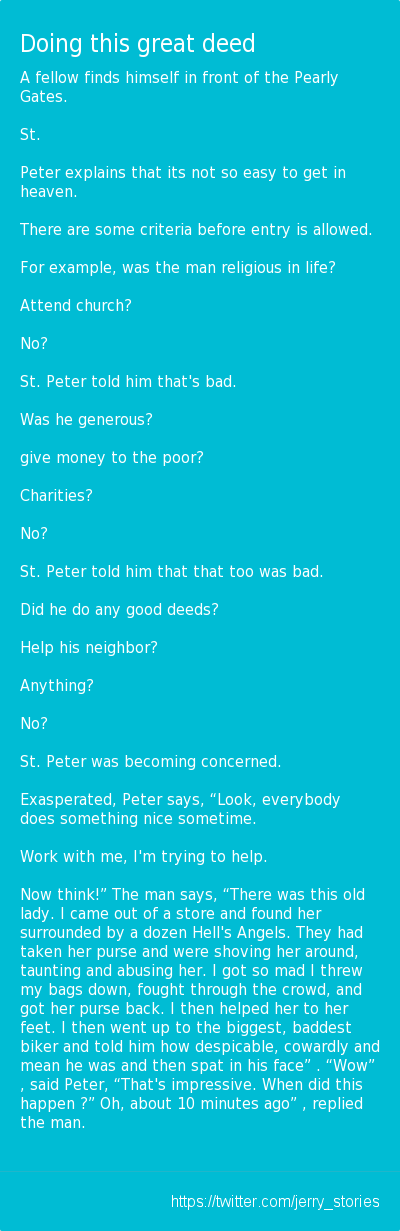 Doing this great deed
A fellow finds himself in front of the Pearly
Gates.
St.
Peter explains that its not so easy to get in
heaven.
There are some criteria before entry is allowed.
For example, was the man religious in life?
Attend church?
No?
St. Peter told him that's bad.
Was he generous?
give money to the poor?
Charities?
No?
St. Peter told him that that too was bad.
Did he do any good deeds?
Help his neighbor?
Anything?
No?
St. Peter was becoming concerned.
Exasperated, Peter says, “Look, everybody
does something nice sometime.
Work with me, I'm trying to help.
Now think!” The man says, “There was this old
lady. I came out of a store and found her
surrounded by a dozen Hell's Angels. They had
taken her purse and were shoving her around,
taunting and abusing her. I got so mad I threw
my bags down, fought through the crowd, and
got her purse back. I then helped her to her
feet. I then went up to the biggest, baddest
biker and told him how despicable, cowardly and
mean he was and then spat in his face” . “Wow”
, said Peter, “That's impressive. When did this
happen ?” Oh, about 10 minutes ago” , replied
the man.
https://twitter.com/jerry_stories